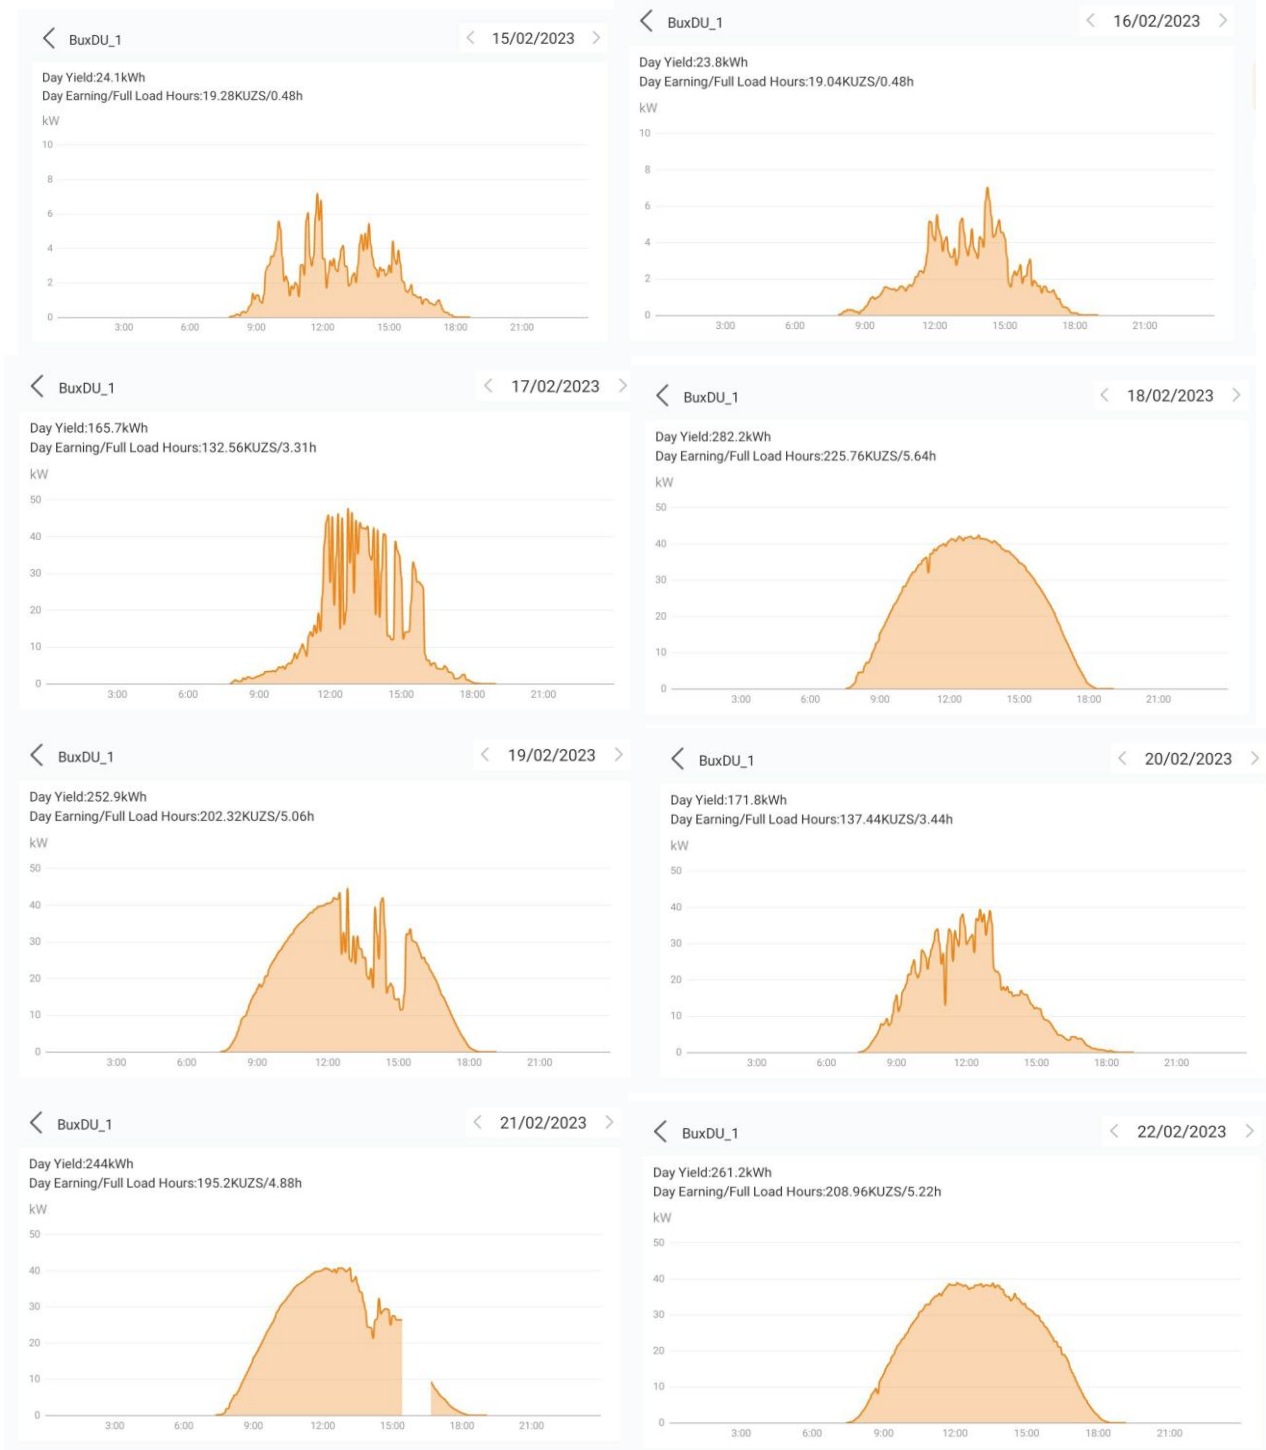 BuxDU_1
15/02/2023
Day Yield:24.1kWh
Day Earning/Full Load Hours:19.28KUZS/0.48h
kW
10
8
6
4
2
0
3:00 6:00 9:00 12:00 15:00 18:00 21:00
BuxDU_1
16/02/2023
Day Yield:23.8kWh
Day Earning/Full Load Hours:19.04KUZS/0.48h
kW
10
8
6
4
2
0
3:00 6:00 9:00 12:00 15:00 18:00 21:00
BuxDU_1
17/02/2023
Day Yield:165.7kWh
Day Earning/Full Load Hours:132.56KUZS/3.31h
kW
50
40
30
20
10
0
3:00 6:00 9:00 12:00 15:00 18:00 21:00
BuxDU_1
18/02/2023
Day Yield:282.2kWh
Day Earning/Full Load Hours:225.76KUZS/5.64h
kW
50
40
30
20
10
0
3:00 6:00 9:00 12:00 15:00 18:00 21:00
BuxDU_1
19/02/2023
Day Yield:252.9kWh
Day Earning/Full Load Hours:202.32KUZS/5.06h
kW
50
40
30
20
10
0
3:00 6:00 9:00 12:00 15:00 18:00 21:00
BuxDU_1
20/02/2023
Day Yield:171.8kWh
Day Earning/Full Load Hours:137.44KUZS/3.44h
kW
50
40
30
20
10
0
3:00 6:00 9:00 12:00 15:00 18:00 21:00
BuxDU_1
21/02/2023
Day Yield:244kWh
Day Earning/Full Load Hours:195.2KUZS/4.88h
kW
50
40
30
20
10
0
3:00 6:00 9:00 12:00 15:00 18:00 21:00
BuxDU_1
22/02/2023
Day Yield:261.2kWh
Day Earning/Full Load Hours:208.96KUZS/5.22h
kW
50
40
30
20
10
0
3:00 6:00 9:00 12:00 15:00 18:00 21:00